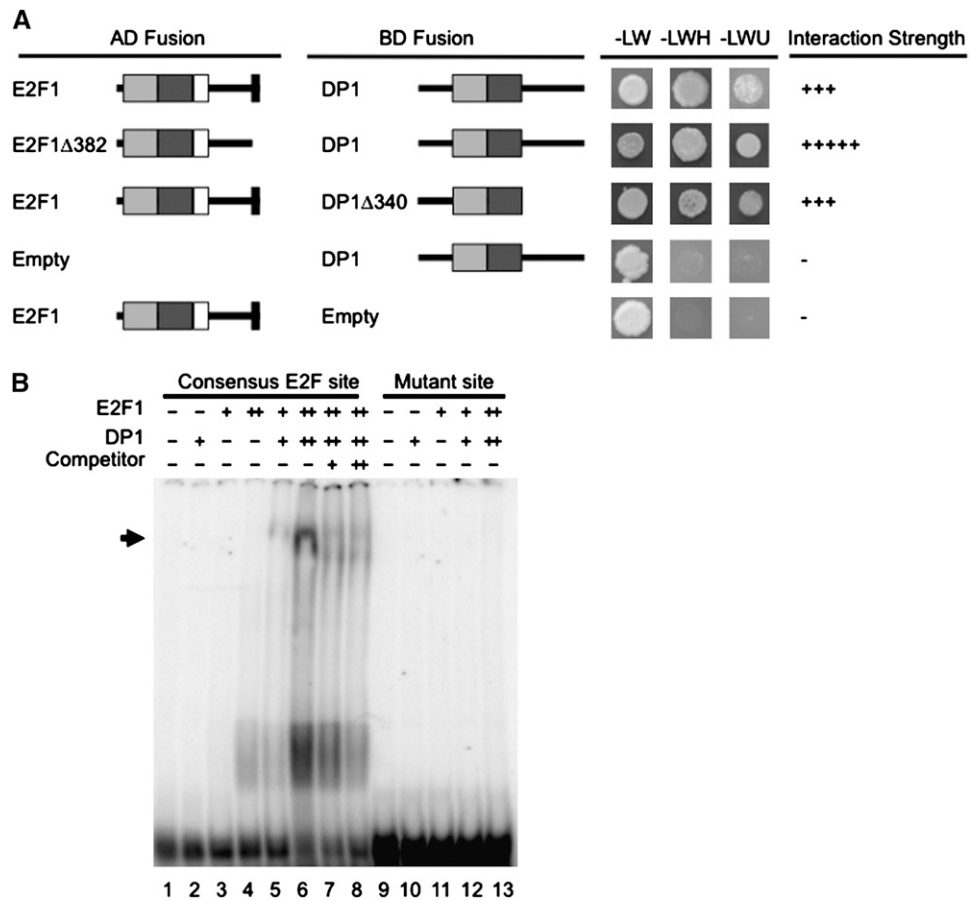 A
AD Fusion BD Fusion -LW -LWH -LWU Interaction Strength
E2F1 DP1 +++
E2F1Δ382 DP1 +++++
E2F1 DP1Δ340 +++
Empty DP1 -
E2F1 Empty -
B
Consensus E2F site Mutant site
E2F1 - - + ++ + ++ ++ ++ - - + + ++
DP1 - + - - + ++ ++ ++ - + - + ++
Competitor - - - - - - + ++ - - - - -
1 2 3 4 5 6 7 8 9 10 11 12 13